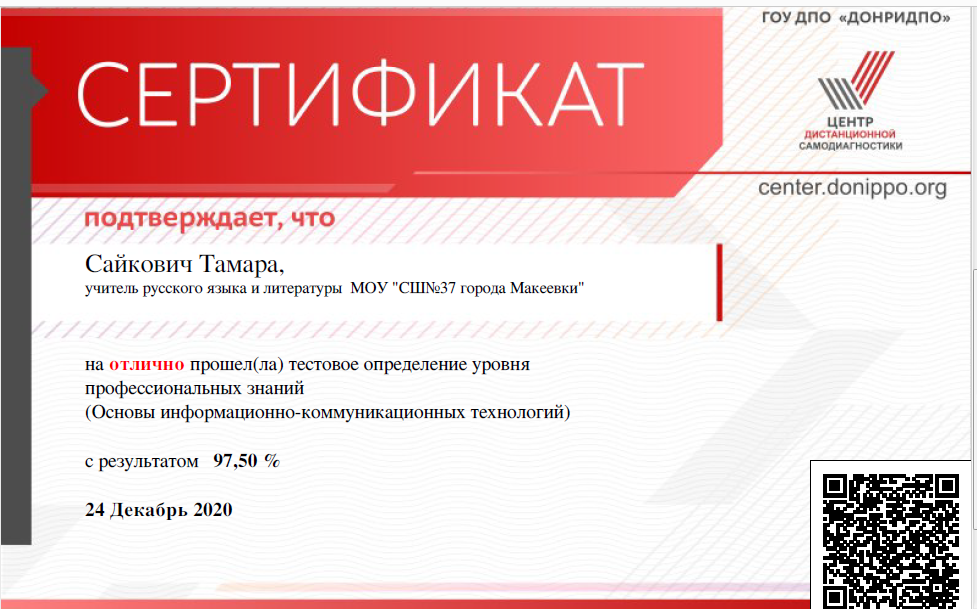 ГОУ ДПО «ДОНРИДПО»
СЕРТИФИКАТ
ЦЕНТР
ДИСТАНЦИОННОЙ
САМОДИАГНОСТИКИ
center.donippo.org
подтверждает, что
Сайкович Тамара,
учитель русского языка и литературы МОУ "СШ№37 города Макеевки"
на отлично прошел(ла) тестовое определение уровня
профессиональных знаний
(Основы информационно-коммуникационных технологий)
с результатом 97,50 %
24 Декабрь 2020